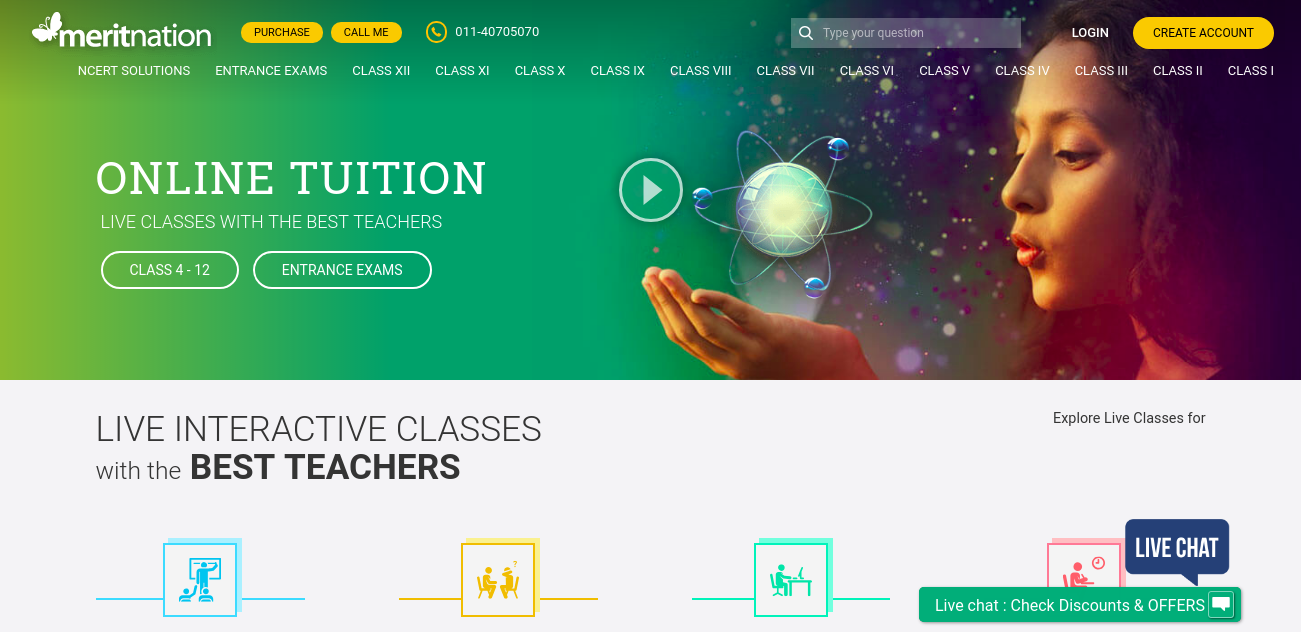 meritnation
PURCHASE
CALL ME
011-40705070
Type your question
LOGIN
CREATE ACCOUNT
NCERT SOLUTIONS ENTRANCE EXAMS CLASS XII CLASS XI CLASS X CLASS IX CLASS VIII CLASS VII CLASS VI CLASS V CLASS IV CLASS III CLASS II CLASS I
ONLINE TUITION
LIVE CLASSES WITH THE BEST TEACHERS
CLASS 4 - 12
ENTRANCE EXAMS
LIVE INTERACTIVE CLASSES
with the BEST TEACHERS
Explore Live Classes for
?
LIVE CHAT
Live chat : Check Discounts & OFFERS